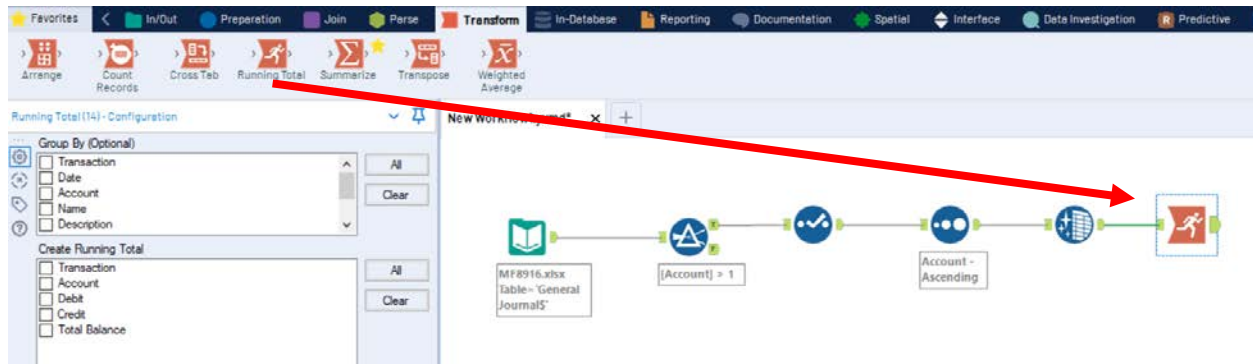 Favorites
In/Out
Preparation
Join
Parse
Transform
In-Database
Reporting
Documentation
Spatial
Interface
Data Investigation
Predictive
Arrange
Count
Records
Cross Tab
Running Total
Summarize
Transpose
Weighted
Average
Running Total (14) - Configuration
Group By (Optional)
Transaction
Date
Account
Name
Description
All
Clear
Create Running Total
Transaction
Account
Debit
Credit
Total Balance
All
Clear
New
MF8916.xlsx
Table='General
Journal$'
[Account] > 1
Account -
Ascending